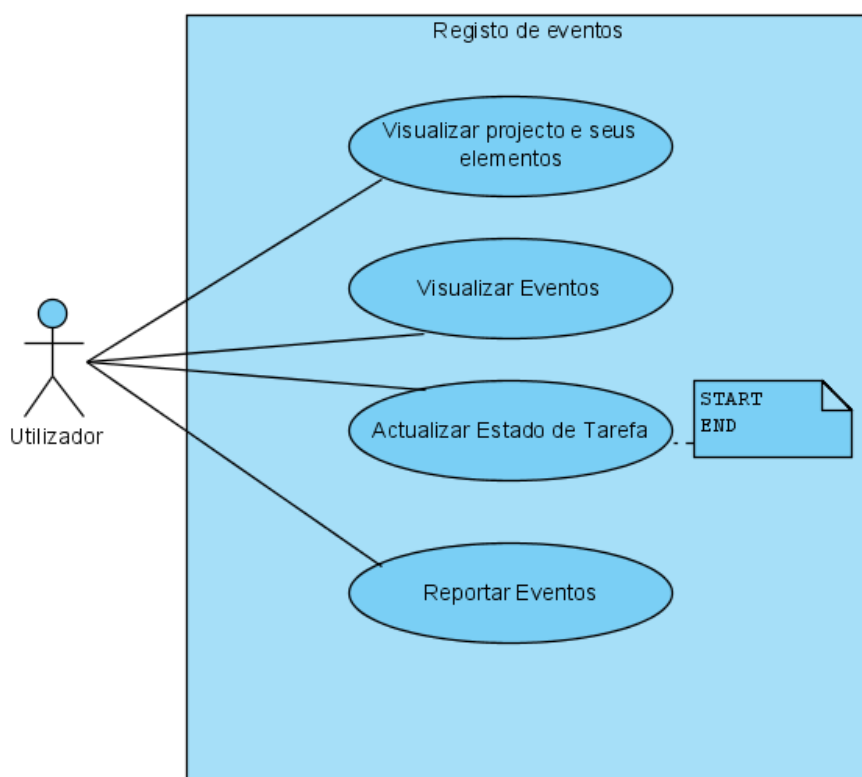 Registo de eventos
Visualizar projecto e seus
elementos
Visualizar Eventos
Actualizar Estado de Tarefa
START
END
Utilizador
Reportar Eventos